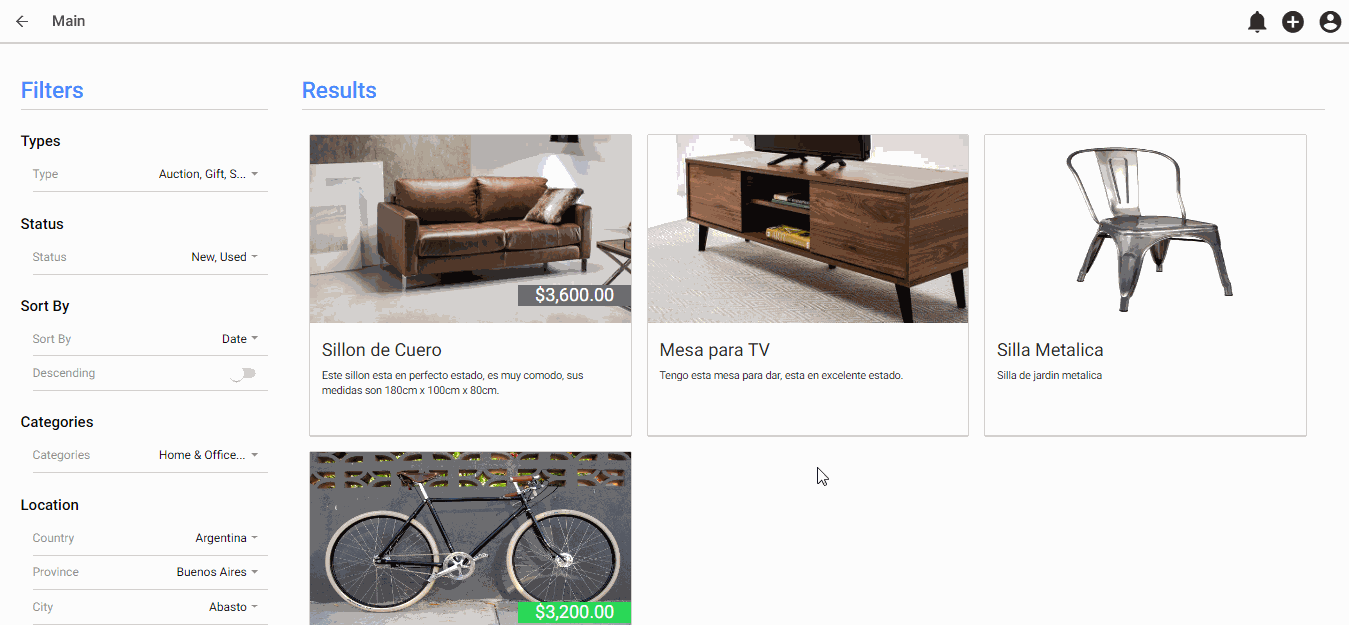 Main
Filters
Types
Type Auction, Gift, S...
Status
Status New, Used
Sort By
Sort By Date
Descending
Categories
Categories Home & Office...
Location
Country Argentina
Province Buenos Aires
City Abasto
Results
$3,600.00
Sillon de Cuero
Este sillon esta en perfecto estado, es muy comodo, sus
medidas son 180cm x 100cm x 80cm.
Mesa para TV
Tengo esta mesa para dar, esta en excelente estado.
Silla Metalica
Silla de jardin metalica
$3,200.00